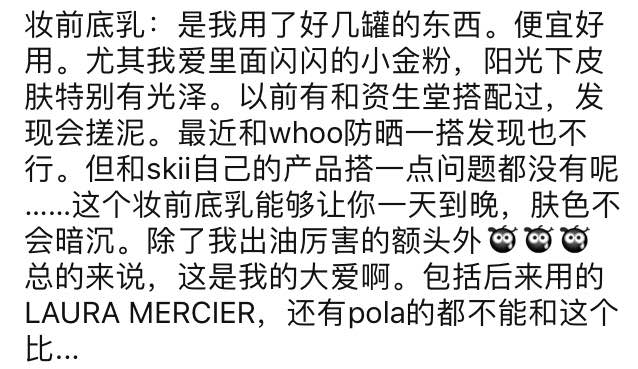 妆前底乳：是我用了好几罐的东西。便宜好
用。尤其我爱里面闪闪的小金粉，阳光下皮
肤特别有光泽。以前有和资生堂搭配过，发
现会搓泥。最近和whoo防晒一搭发现也不
行。但和skii自己的产品搭一点问题都没有呢
……这个妆前底乳能够让你一天到晚，肤色不
会暗沉。除了我出油厉害的额头外🐜🐜🐜
总的来说，这是我的大爱啊。包括后来用的
LAURA MERCIER，还有pola的都不能和这个
比...